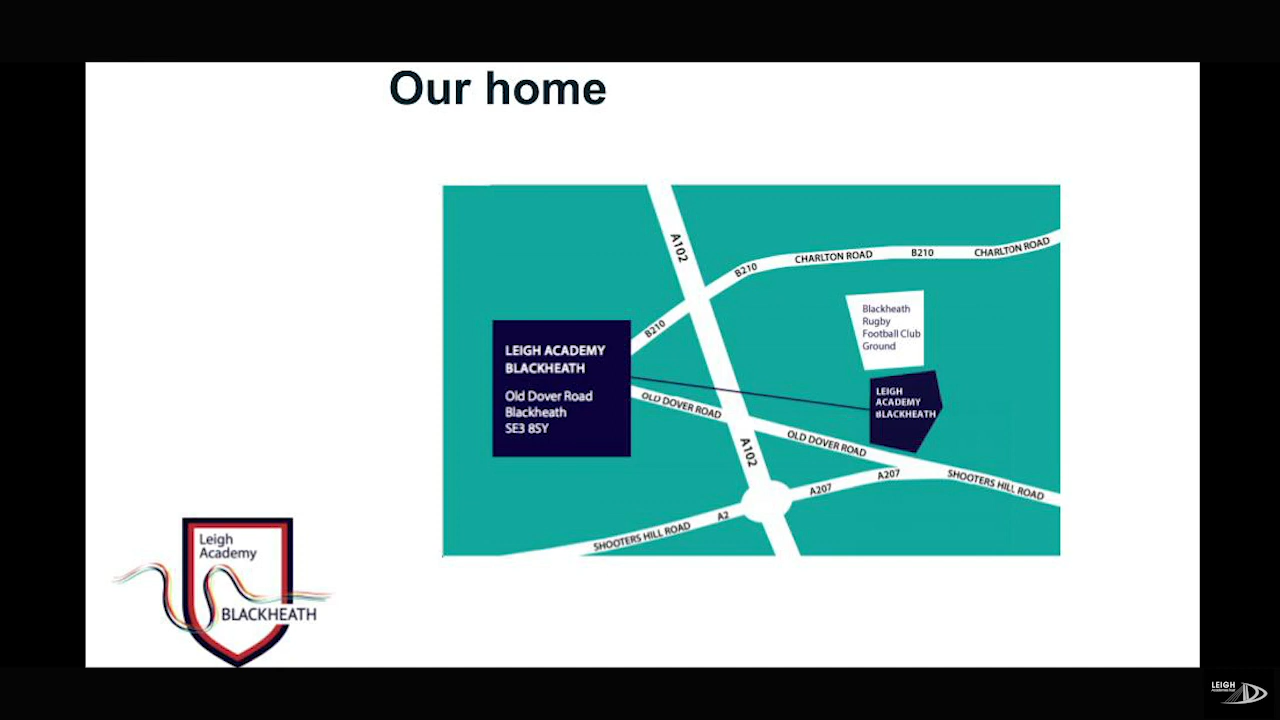 Our home
A102
B210
CHARLTON ROAD
B210
CHARLTON ROAD
B210
Blackheath
Rugby
Football Club
Ground
LEIGH ACADEMY
BLACKHEATH
Old Dover Road
Blackheath
SE3 8SY
LEIGH
ACADEMY
BLACKHEATH
OLD DOVER ROAD
OLD DOVER ROAD
A102
A207
A207
SHOOTERS HILL ROAD
SHOOTERS HILL ROAD
A2
Leigh
Academy
BLACKHEATH
LEIGH